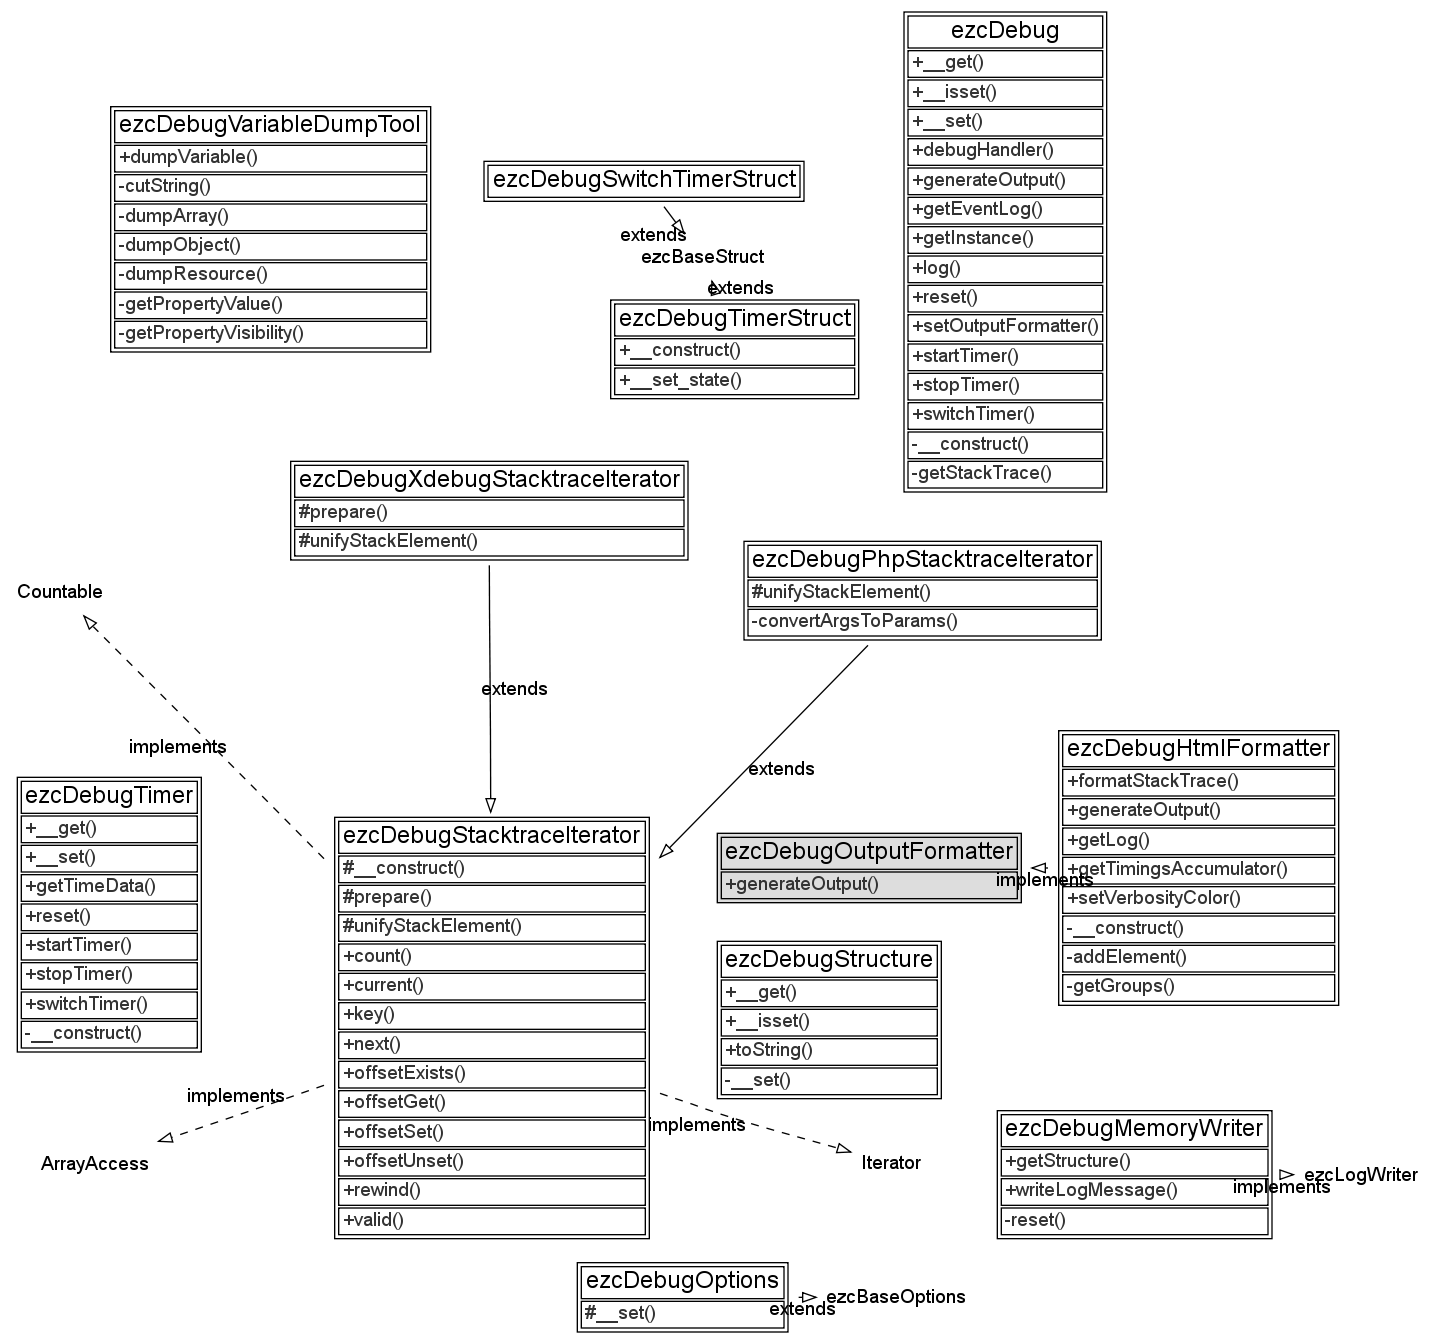 ezcDebug
+__get()
+__isset()
+__set()
+debugHandler()
+generateOutput()
+getEventLog()
+getInstance()
+log()
+reset()
+setOutputFormatter()
+startTimer()
+stopTimer()
+switchTimer()
-__construct()
-getStackTrace()
ezcDebugVariableDumpTool
+dumpVariable()
-cutString()
-dumpArray()
-dumpObject()
-dumpResource()
-getPropertyValue()
-getPropertyVisibility()
ezcDebugSwitchTimerStruct
extends
ezcBaseStruct
extends
ezcDebugTimerStruct
+__construct()
+__set_state()
ezcDebugXdebugStacktraceIterator
#prepare()
#unifyStackElement()
extends
ezcDebugPhpStacktraceIterator
#unifyStackElement()
-convertArgsToParams()
extends
Countable
implements
ezcDebugTimer
+__get()
+__set()
+getTimeData()
+reset()
+startTimer()
+stopTimer()
+switchTimer()
-__construct()
implements
ArrayAccess
ezcDebugStacktraceIterator
#__construct()
#prepare()
#unifyStackElement()
+count()
+current()
+key()
+next()
+offsetExists()
+offsetGet()
+offsetSet()
+offsetUnset()
+rewind()
+valid()
implements
Iterator
ezcDebugOutputFormatter
+generateOutput()
implements
ezcDebugHtmlFormatter
+formatStackTrace()
+generateOutput()
+getLog()
+getTimingsAccumulator()
+setVerbosityColor()
-__construct()
-addElement()
-getGroups()
ezcDebugStructure
+__get()
+__isset()
+toString()
-__set()
ezcDebugMemoryWriter
+getStructure()
+writeLogMessage()
-reset()
implements
ezcLogWriter
ezcDebugOptions
#__set()
extends
ezcBaseOptions